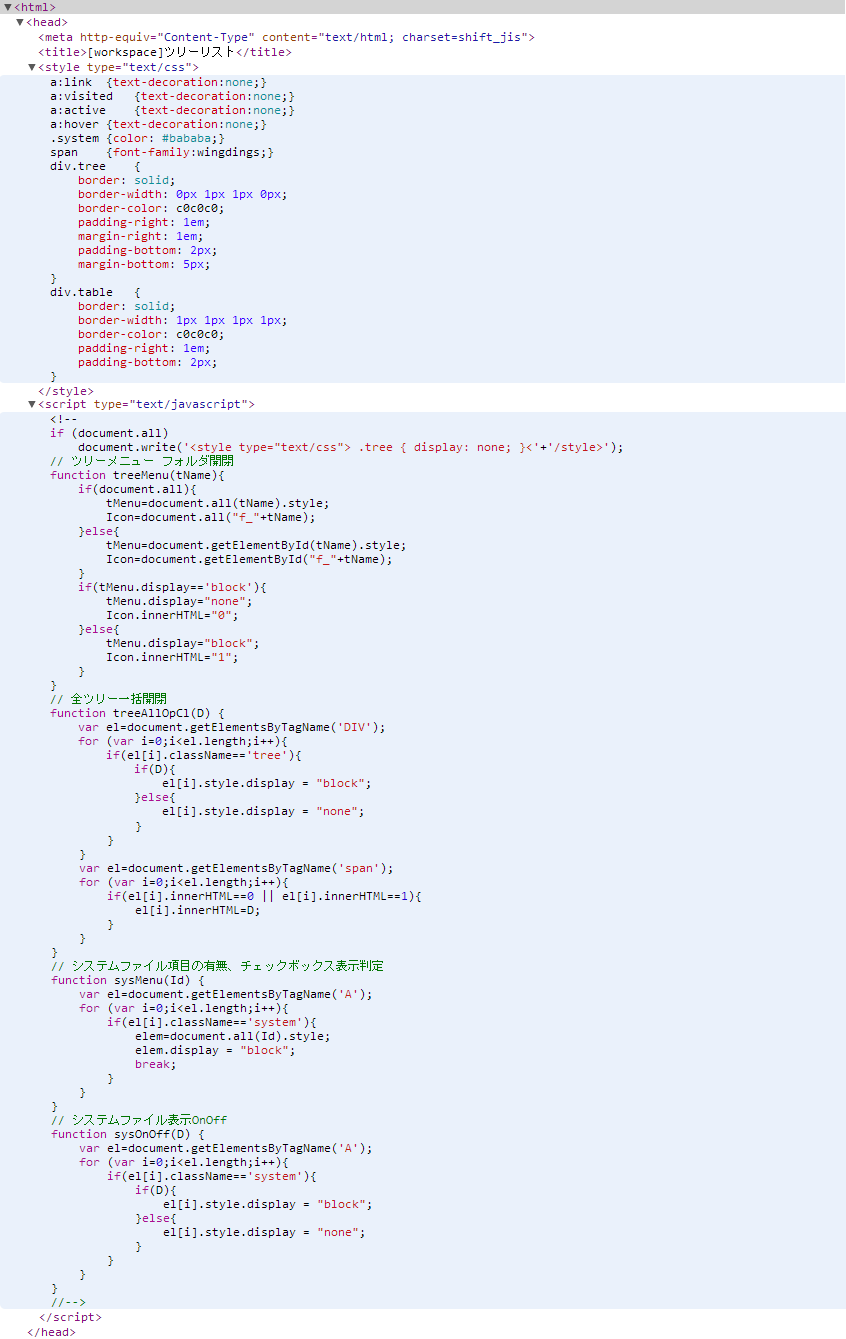 ▼<html>
▼<head>
<meta http-equiv="Content-Type" content="text/html; charset=shift_jis">
<title>[workspace]ツリーリスト</title>
▼<style type="text/css">
a:link  {text-decoration:none;}
a:visited   {text-decoration:none;}
a:active    {text-decoration:none;}
a:hover {text-decoration:none;}
.system {color: #bababa;}
span    {font-family:wingdings;}
div.tree    {
border: solid;
border-width: 0px 1px 1px 0px;
border-color: c0c0c0;
padding-right: 1em;
margin-right: 1em;
padding-bottom: 2px;
margin-bottom: 5px;
}
div.table   {
border: solid;
border-width: 1px 1px 1px 1px;
border-color: c0c0c0;
padding-right: 1em;
padding-bottom: 2px;
}
</style>
▼<script type="text/javascript">
<!--
if (document.all)
document.write('<style type="text/css"> .tree { display: none; }<'+'/style>');
// ツリーメニュー フォルダ開閉
function treeMenu(tName){
if(document.all){
tMenu=document.all(tName).style;
Icon=document.all("f_"+tName);
}else{
tMenu=document.getElementById(tName).style;
Icon=document.getElementById("f_"+tName);
}
if(tMenu.display=='block'){
tMenu.display="none";
Icon.innerHTML="0";
}else{
tMenu.display="block";
Icon.innerHTML="1";
}
}
// 全ツリー一括開閉
function treeAllOpCl(D) {
var el=document.getElementsByTagName('DIV');
for (var i=0;i<el.length;i++){
if(el[i].className=='tree'){
if(D){
el[i].style.display = "block";
}else{
el[i].style.display = "none";
}
}
}
var el=document.getElementsByTagName('span');
for (var i=0;i<el.length;i++){
if(el[i].innerHTML==0 || el[i].innerHTML==1){
el[i].innerHTML=D;
}
}
}
// システムファイル項目の有無、チェックボックス表示判定
function sysMenu(Id) {
var el=document.getElementsByTagName('A');
for (var i=0;i<el.length;i++){
if(el[i].className=='system'){
elem=document.all(Id).style;
elem.display = "block";
break;
}
}
}
// システムファイル表示OnOff
function sysOnOff(D) {
var el=document.getElementsByTagName('A');
for (var i=0;i<el.length;i++){
if(el[i].className=='system'){
if(D){
el[i].style.display = "block";
}else{
el[i].style.display = "none";
}
}
}
}
//-->
</script>
</head>